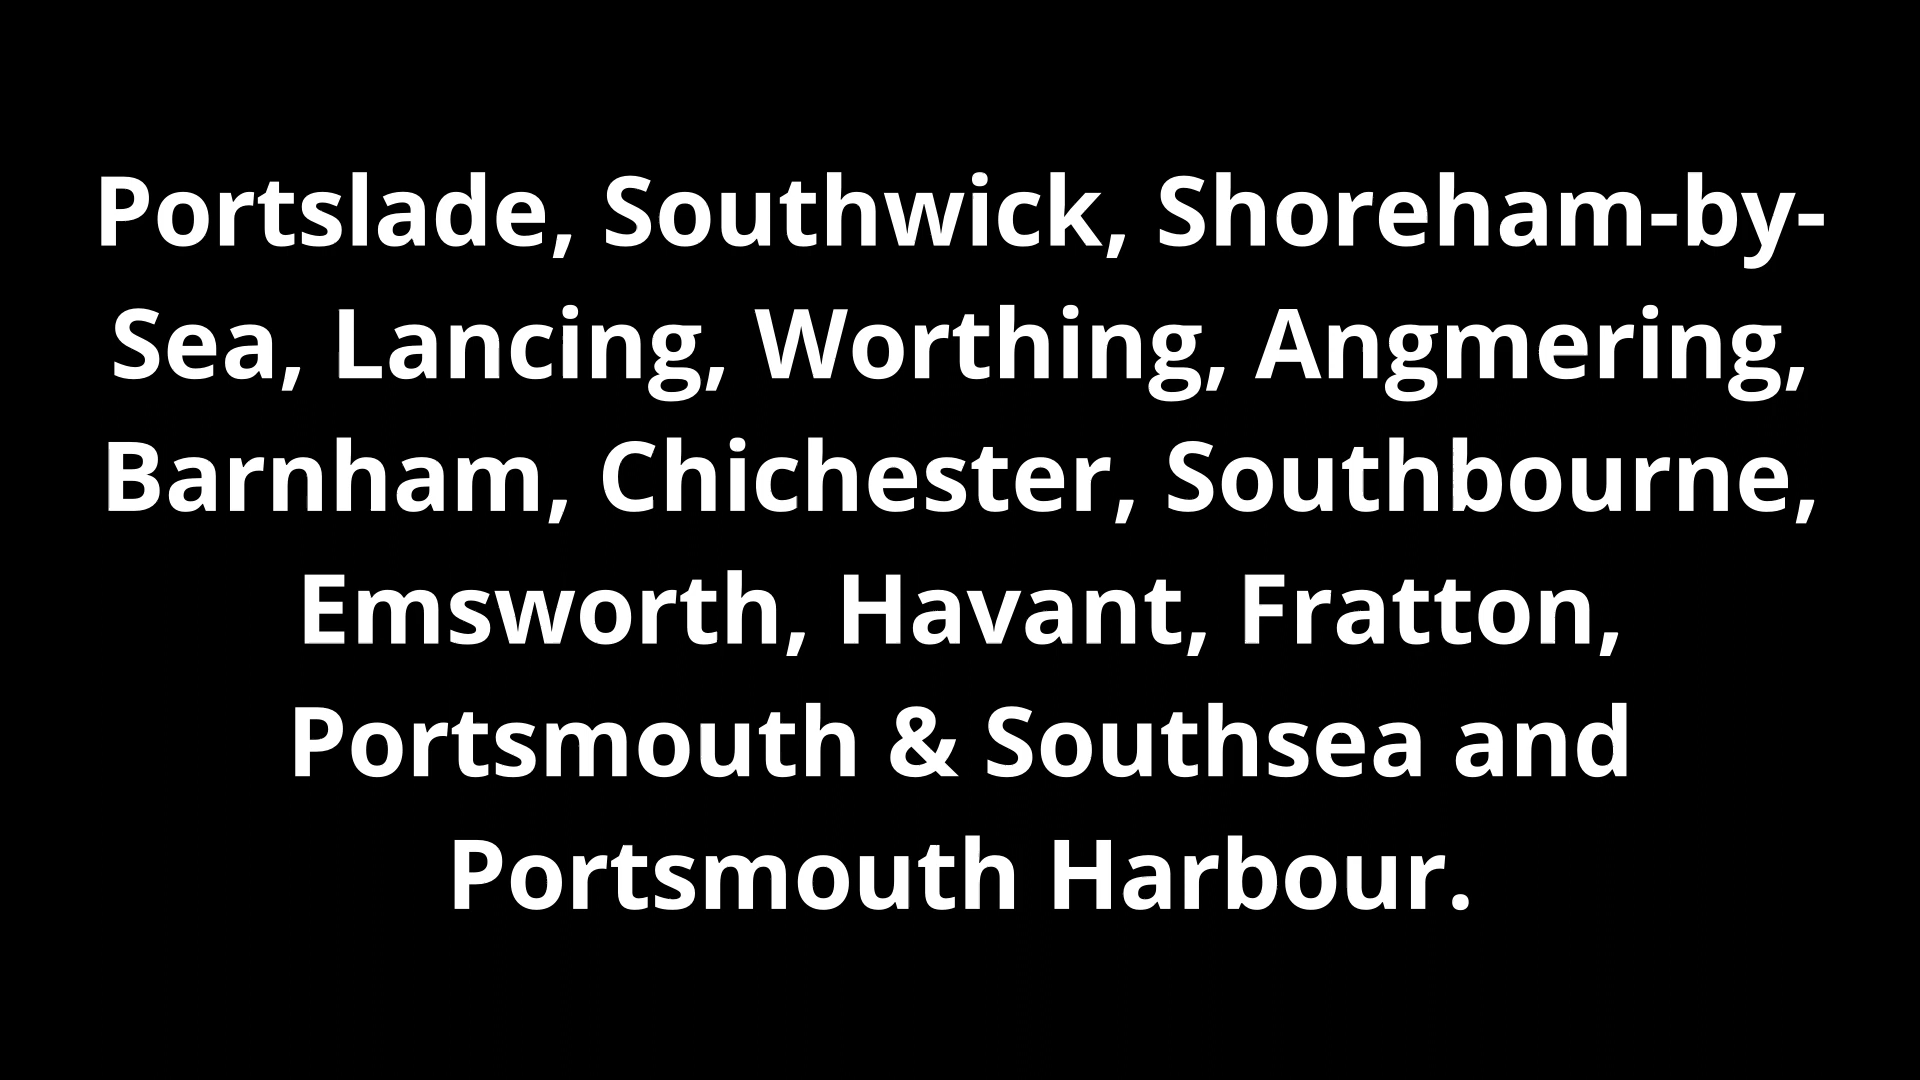 Portslade, Southwick, Shoreham-by-
Sea, Lancing, Worthing, Angmering,
Barnham, Chichester, Southbourne,
Emsworth, Havant, Fratton,
Portsmouth & Southsea and
Portsmouth Harbour.